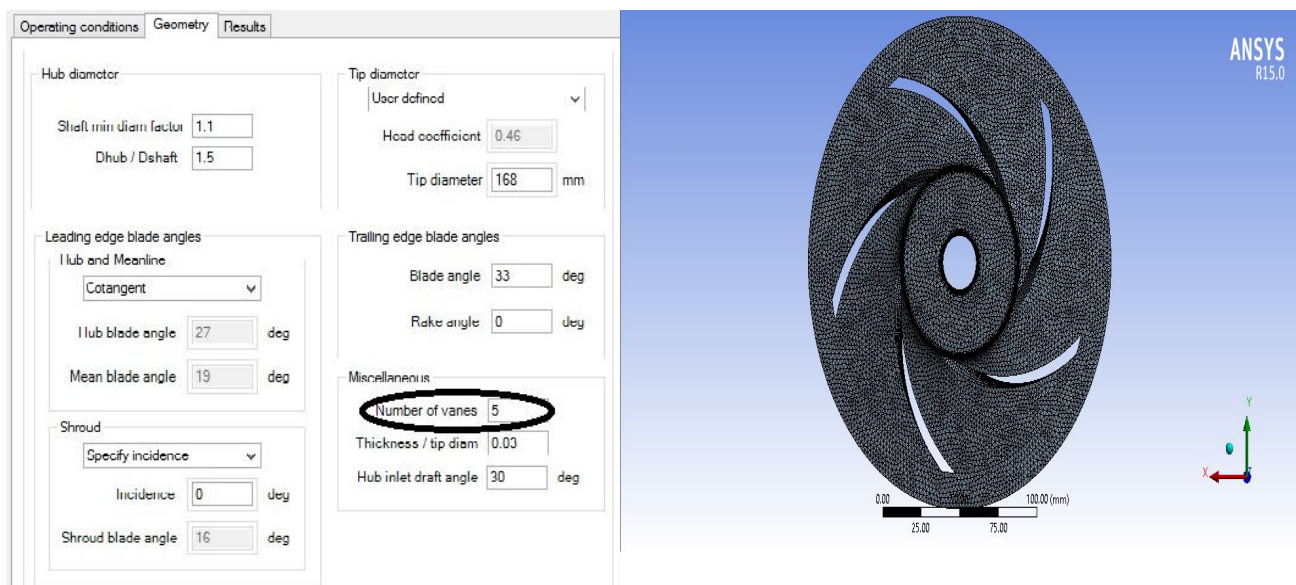 Operating conditions Geometry Results
Hub diameter
Shaft min diam factor 1.1
Dhub / Dshaft 1.5
Tip diameter
User defined
Head coefficient 0.46
Tip diameter 168 mm
Leading edge blade angles
Hub and Meanline
Cotangent
Hub blade angle 27 deg
Mean blade angle 19 deg
Shroud
Specify incidence
Incidence 0 deg
Shroud blade angle 16 deg
Trailing edge blade angles
Blade angle 33 deg
Rake angle 0 deg
Miscellaneous
Number of vanes 5
Thickness / tip diam 0.03
Hub inlet draft angle 30 deg
ANSYS
R15.0
Y
X
0.00 100.00 (mm)
25.00 75.00